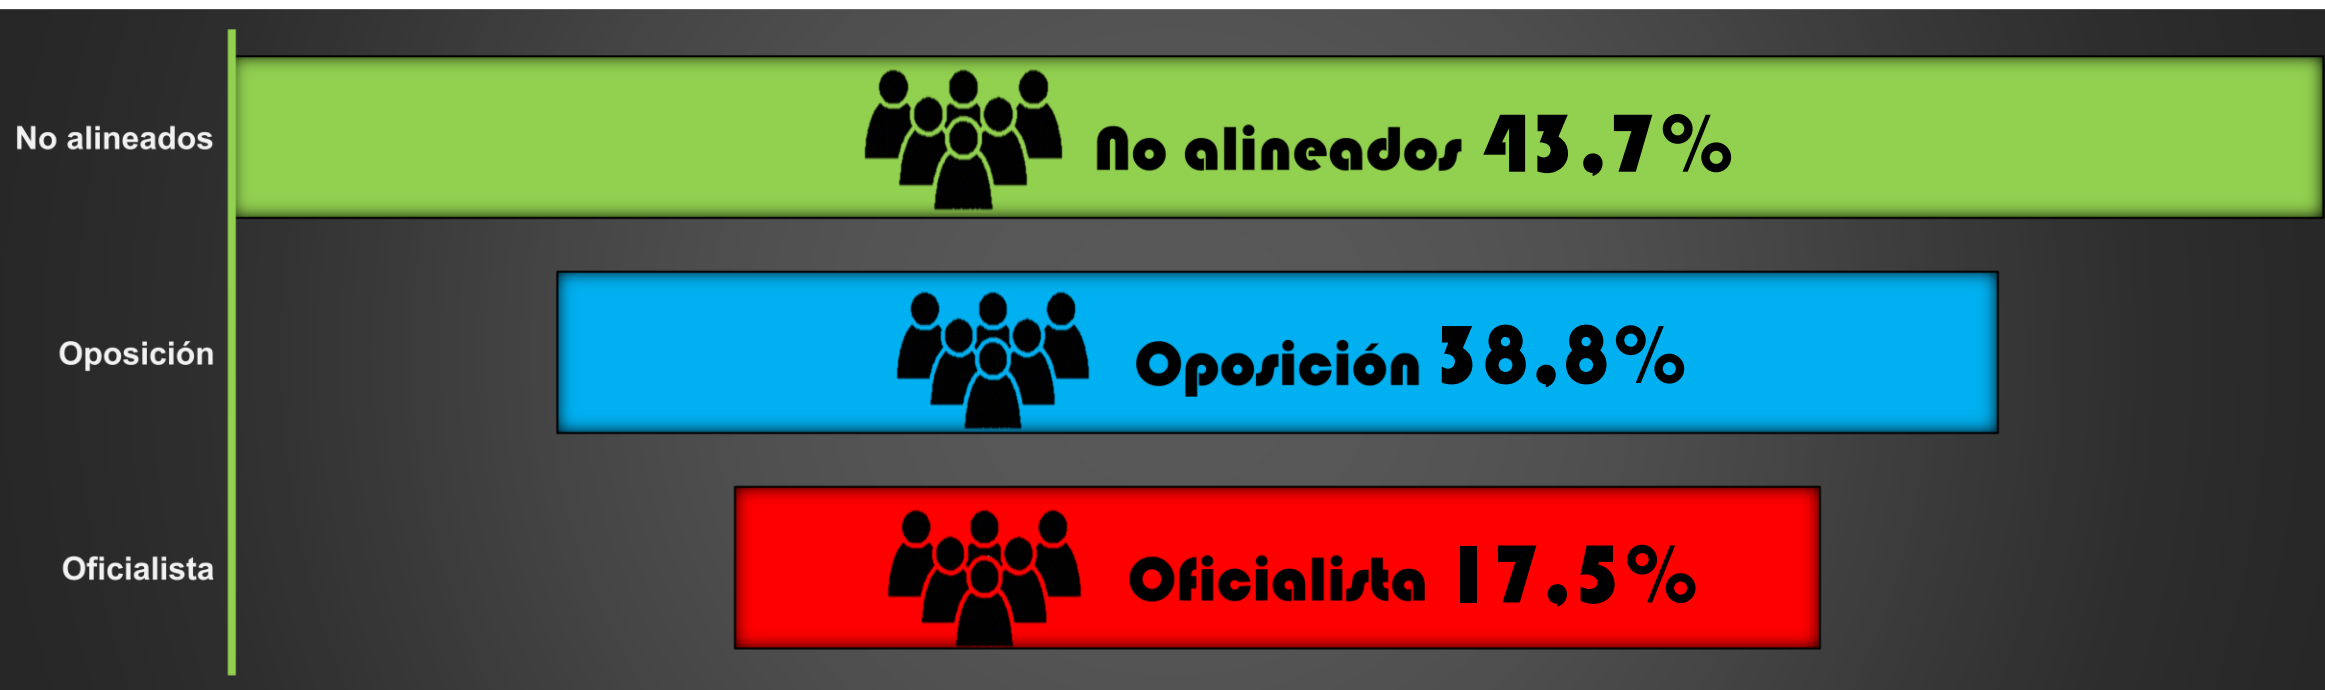 No alineados
No alineados 43,7%
Oposición
Oposición 38,8%
Oficialista
Oficialista 17,5%